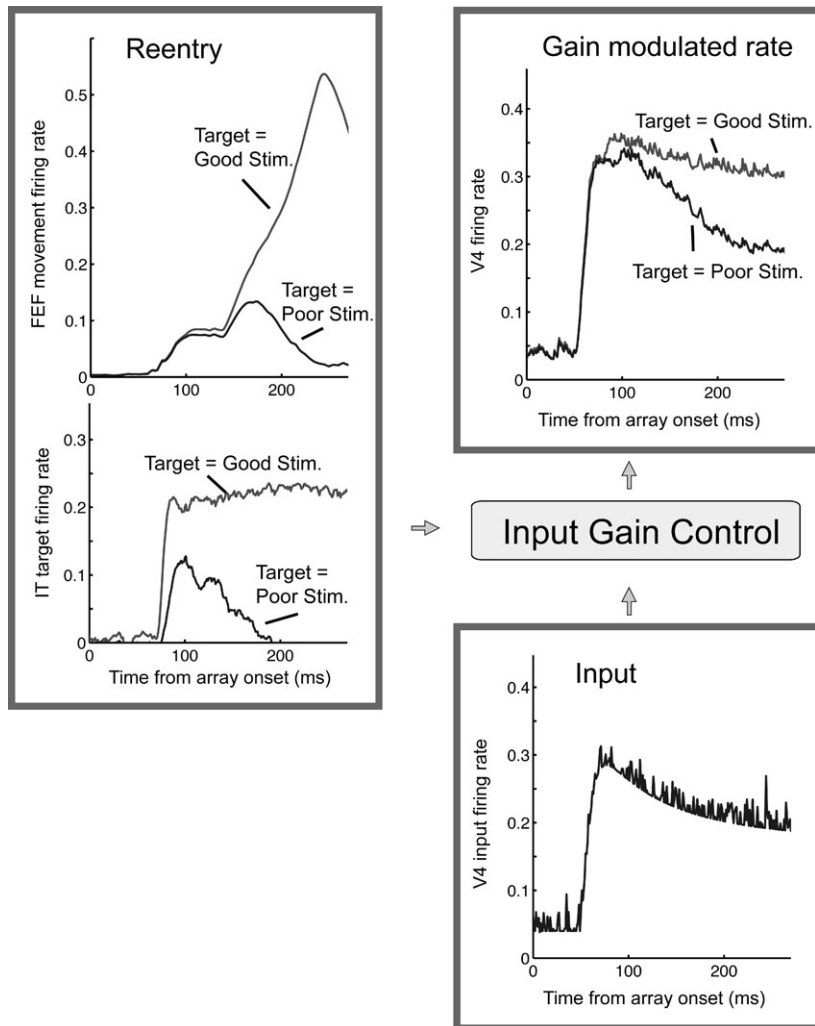 Reentry
FEF movement firing rate
0.5
0.4
0.3
0.2
0.1
0
Target =
Good Stim.
Target =
Poor Stim.
0
100
200
IT target firing rate
0.3
0.2
0.1
0
Target = Good Stim.
Target =
Poor Stim.
0
100
200
Time from array onset (ms)
Gain modulated rate
V4 firing rate
0.4
0.3
0.2
0.1
0
Target = Good Stim.
Target = Poor Stim.
0
100
200
Time from array onset (ms)
Input Gain Control
Input
V4 input firing rate
0.4
0.3
0.2
0.1
0
0
100
200
Time from array onset (ms)